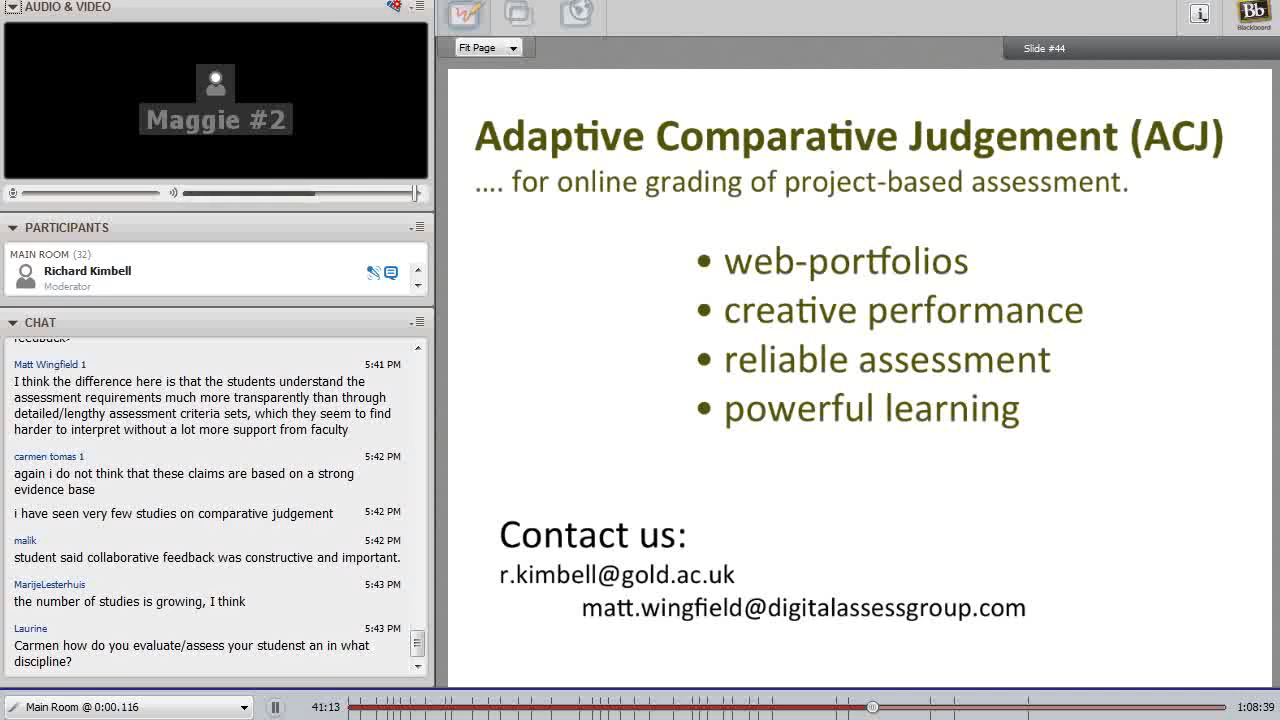 AUDIO & VIDEO
Maggie #2
PARTICIPANTS
MAIN ROOM (32)
Richard Kimbell
Moderator
CHAT
Matt Wingfield 1 5:41 PM
I think the difference here is that the students understand the
assessment requirements much more transparently than through
detailed/lengthy assessment criteria sets, which they seem to find
harder to interpret without a lot more support from faculty
carmen tomas 1 5:42 PM
again i do not think that these claims are based on a strong
evidence base
i have seen very few studies on comparative judgement 5:42 PM
malik 5:42 PM
student said collaborative feedback was constructive and important.
MarijeLesterhuis 5:43 PM
the number of studies is growing, I think
Laurine 5:43 PM
Carmen how do you evaluate/assess your studenst an in what
discipline?
Fit Page
Slide #44
Bb
Blackboard
Adaptive Comparative Judgement (ACJ)
.... for online grading of project-based assessment.
• web-portfolios
• creative performance
• reliable assessment
• powerful learning
Contact us:
r.kimbell@gold.ac.uk
matt.wingfield@digitalassessgroup.com
Main Room @ 0:00.116
41:13
1:08:39